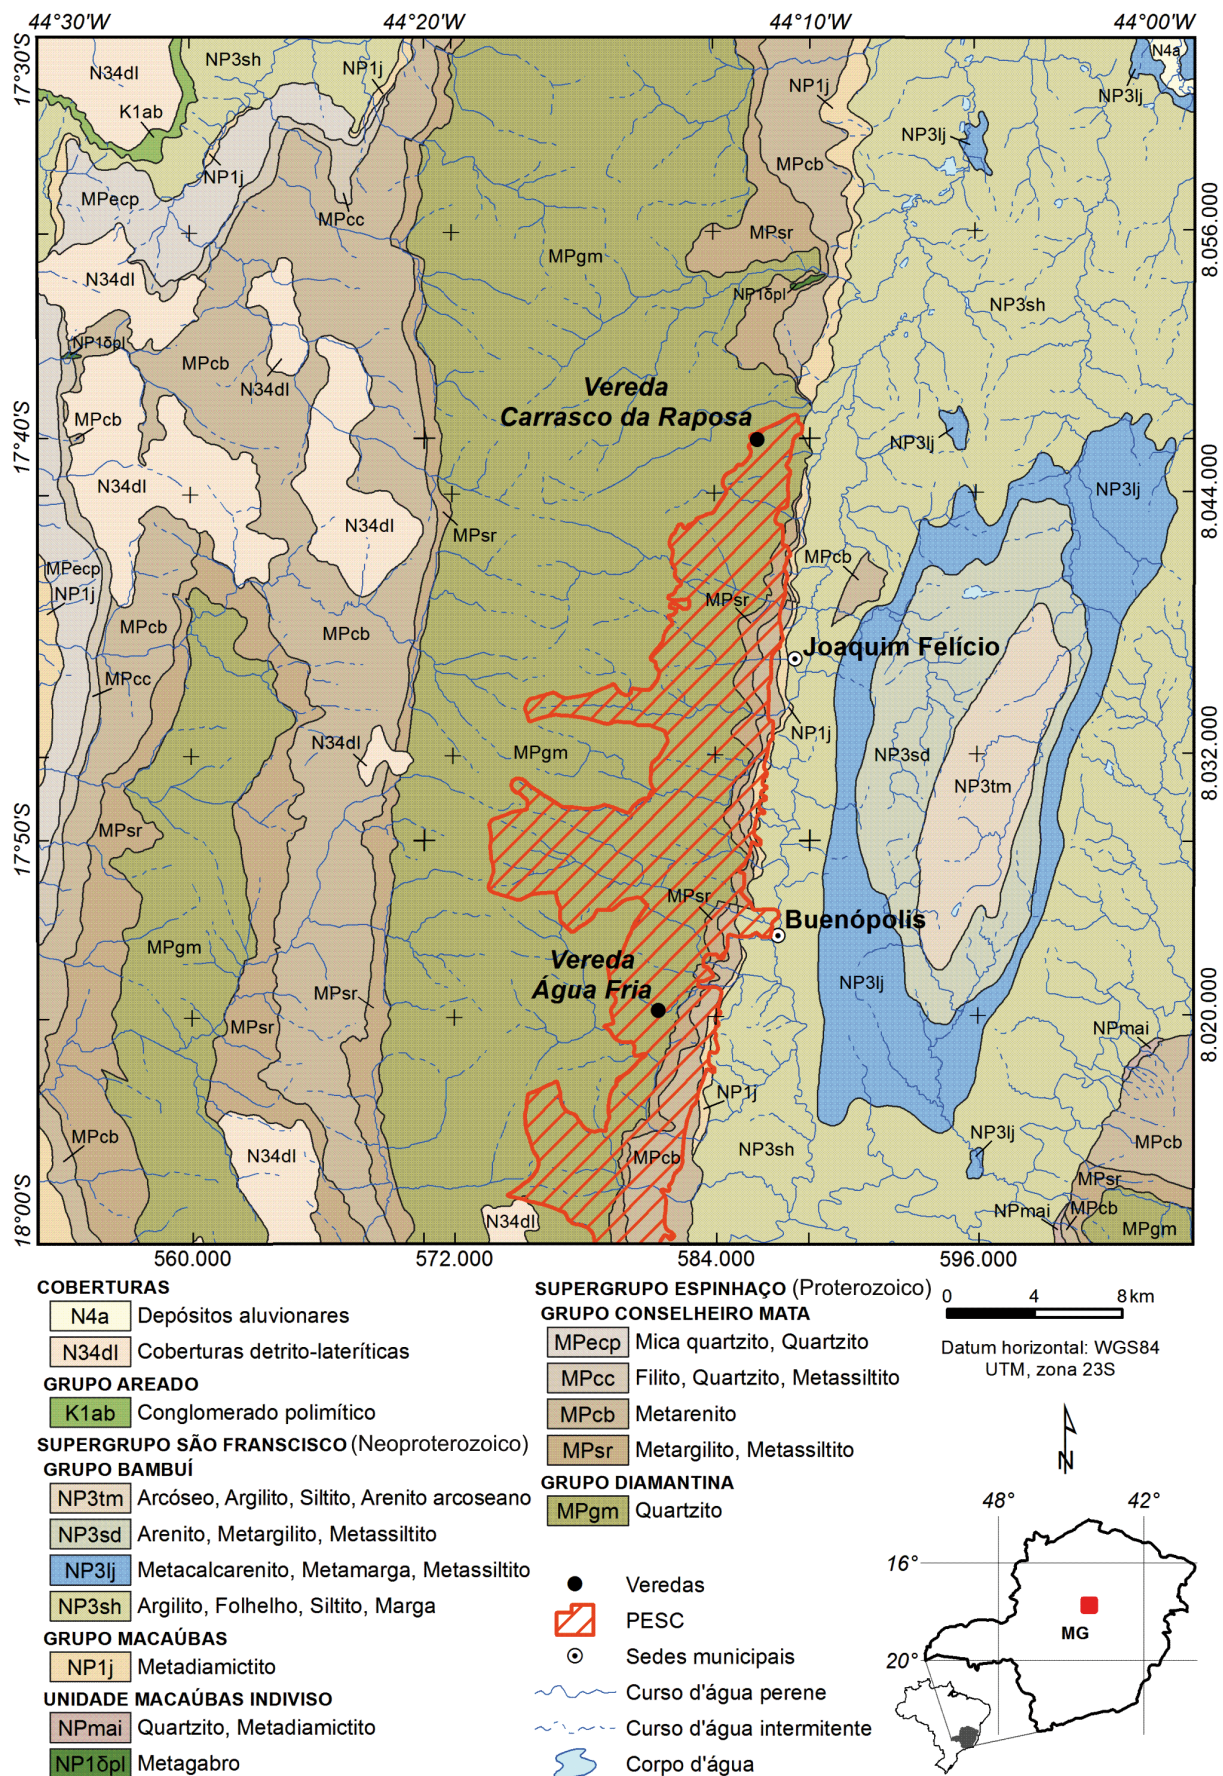 44°30'W 44°20'W 44°10'W 44°00'W
17°30'S
17°40'S
17°50'S
18°00'S
8.056.000
8.044.000
8.032.000
8.020.000
N34dl
NP3sh
K1ab
NP1j
NP1j
MPecp
MPcc
N34dl
NP1δpl
MPcb
N34dl
MPcb
N34dl
N34dl
MPsr
MPecp
NP1j
MPcb
MPcb
MPcc
N34dl
MPsr
MPgm
MPsr
MPsr
MPcb
N34dl
N34dl
NP1j
MPcb
MPsr
MPgm
NP1δpl
N4a
NP3lj
NP3lj
NP3sh
Vereda
Carrasco da Raposa
NP3lj
NP3lj
MPcb
MPsr
Joaquim Felício
NP1j
MPgm
NP3sd
NP3tm
MPsr
Buenópolis
Vereda
Água Fria
NP3lj
NPmai
NP1j
NP3sh
MPcb
NP3lj
MPcb
MPsr
NPmai
MPcb
MPgm
560.000 572.000 584.000 596.000
COBERTURAS
N4a Depósitos aluvionares
N34dl Coberturas detrito-lateríticas
GRUPO AREADO
K1ab Conglomerado polimítico
SUPERGRUPO SÃO FRANSCISCO (Neoproterozoico)
GRUPO BAMBUÍ
NP3tm Arcóseo, Argilito, Siltito, Arenito arcoseano
NP3sd Arenito, Metargilito, Metassiltito
NP3lj Metacalcarenito, Metamarga, Metassiltito
NP3sh Argilito, Folhelho, Siltito, Marga
GRUPO MACAÚBAS
NP1j Metadiamictito
UNIDADE MACAÚBAS INDIVISO
NPmai Quartzito, Metadiamictito
NP1δpl Metagabro
SUPERGRUPO ESPINHAÇO (Proterozoico)
GRUPO CONSELHEIRO MATA
MPecp Mica quartzito, Quartzito
MPcc Filito, Quartzito, Metassiltito
MPcb Metarenito
MPsr Metargilito, Metassiltito
GRUPO DIAMANTINA
MPgm Quartzito
Veredas
PESC
Sedes municipais
Curso d'água perene
Curso d'água intermitente
Corpo d'água
0 4 8 km
Datum horizontal: WGS84
UTM, zona 23S
N
48° 42°
16°
MG
20°